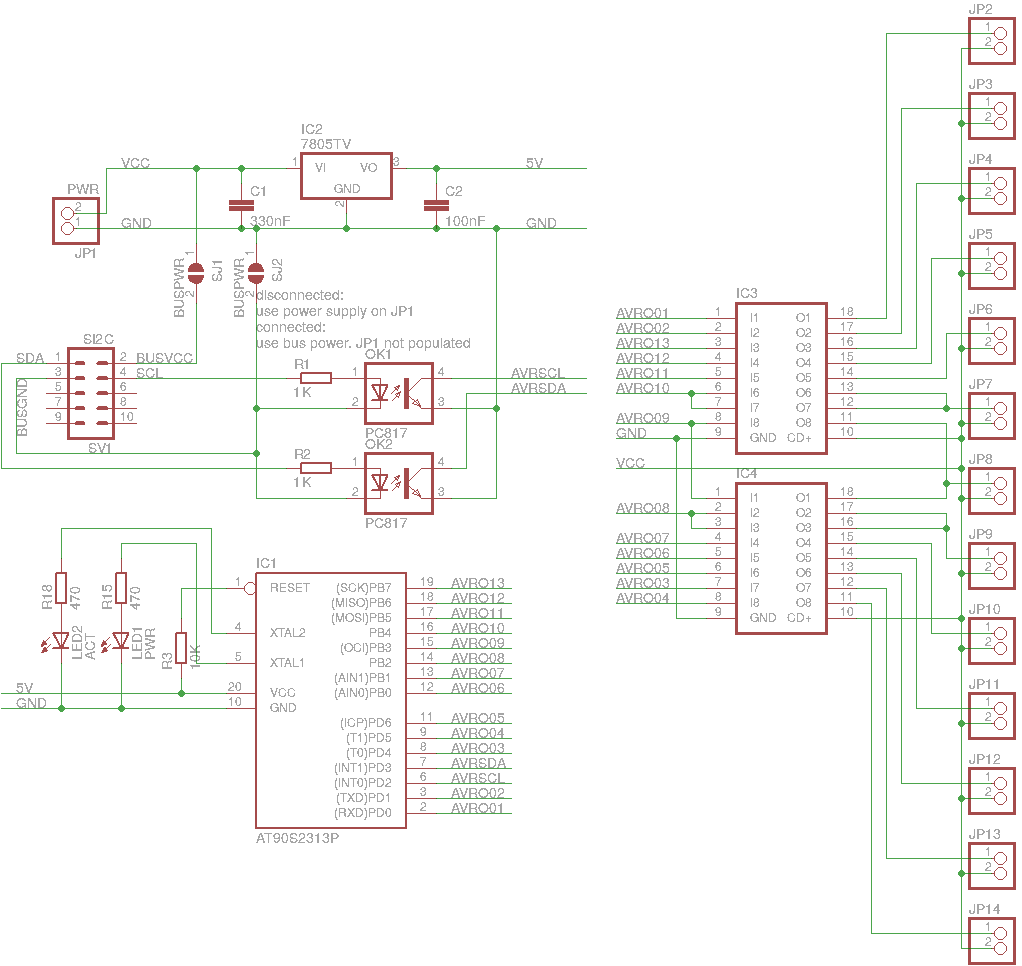 IC2
7805TV
1
VI
VO
3
GND
2
VCC
5V
PWR
2
1
JP1
GND
C1
330nF
C2
100nF
GND
1
BUSPWR
2
SJ1
1
BUSPWR
2
SJ2
disconnected:
use power supply on JP1
connected:
use bus power. JP1 not populated
SI2C
SDA
1
2
BUSVCC
3
4
SCL
5
6
7
8
9
10
BUSGND
SV1
R1
1K
OK1
1
4
2
3
PC817
AVRSCL
AVRSDA
R2
1K
OK2
1
4
2
3
PC817
R18
470
R15
470
LED2
ACT
LED1
PWR
R3
10K
5V
GND
IC1
1
RESET
(SCK)PB7
19
AVRO13
(MISO)PB6
18
AVRO12
(MOSI)PB5
17
AVRO11
4
XTAL2
PB4
16
AVRO10
(OCI)PB3
15
AVRO09
5
XTAL1
PB2
14
AVRO08
(AIN1)PB1
13
AVRO07
20
VCC
(AIN0)PB0
12
AVRO06
10
GND
(ICP)PD6
11
AVRO05
(T1)PD5
9
AVRO04
(T0)PD4
8
AVRO03
(INT1)PD3
7
AVRSDA
(INT0)PD2
6
AVRSCL
(TXD)PD1
3
AVRO02
(RXD)PD0
2
AVRO01
AT90S2313P
IC3
AVRO01
1
I1
O1
18
AVRO02
2
I2
O2
17
AVRO13
3
I3
O3
16
AVRO12
4
I4
O4
15
AVRO11
5
I5
O5
14
AVRO10
6
I6
O6
13
7
I7
O7
12
AVRO09
8
I8
O8
11
GND
9
GND
CD+
10
VCC
IC4
1
I1
O1
18
AVRO08
2
I2
O2
17
3
I3
O3
16
AVRO07
4
I4
O4
15
AVRO06
5
I5
O5
14
AVRO05
6
I6
O6
13
AVRO03
7
I7
O7
12
AVRO04
8
I8
O8
11
9
GND
CD+
10
JP2
1
2
JP3
1
2
JP4
1
2
JP5
1
2
JP6
1
2
JP7
1
2
JP8
1
2
JP9
1
2
JP10
1
2
JP11
1
2
JP12
1
2
JP13
1
2
JP14
1
2